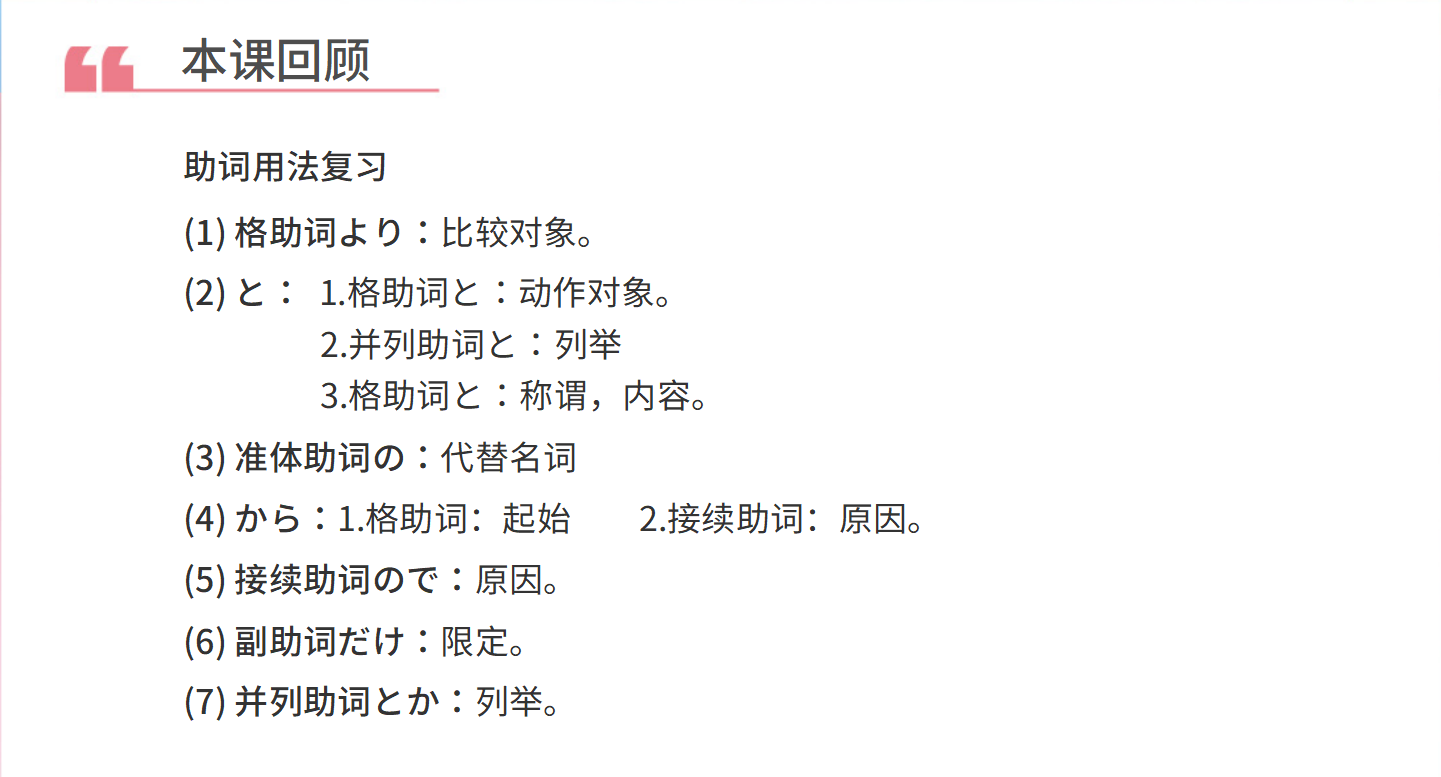 本课回顾
助词用法复习
(1) 格助词より：比较对象。
(2) と： 1.格助词と：动作对象。
2.并列助词と：列举
3.格助词と：称谓，内容。
(3) 准体助词の：代替名词
(4) から：1.格助词：起始 2.接续助词：原因。
(5) 接续助词ので：原因。
(6) 副助词だけ：限定。
(7) 并列助词とか：列举。